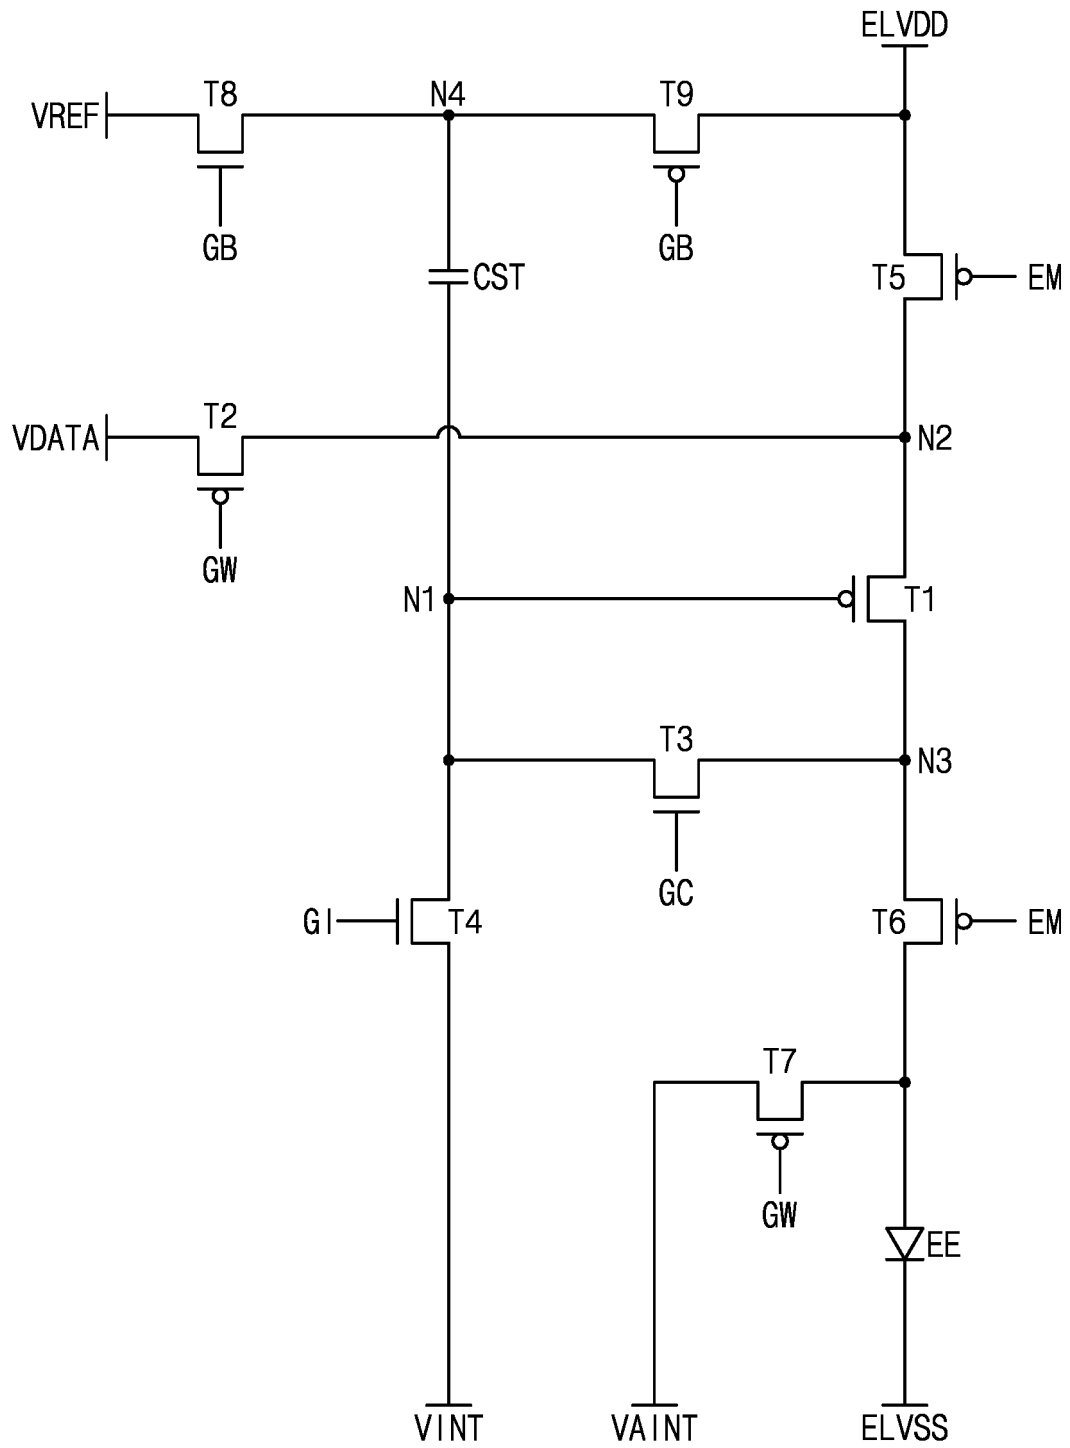 ELVDD
T8
N4
T9
VREF
GB
GB
CST
T5
EM
T2
VDATA
N2
GW
N1
T1
T3
N3
GC
GI
T4
T6
EM
T7
GW
EE
VINT
VAINT
ELVSS